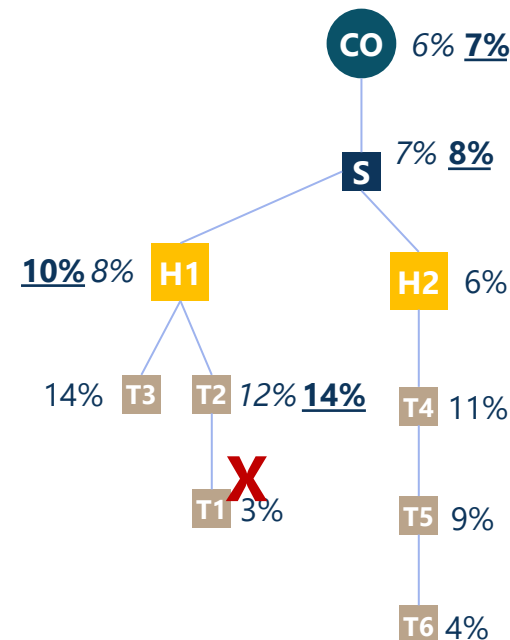 CO 6% 7%
S 7% 8%
10% 8% H1
H2 6%
14% T3
T2 12% 14%
T4 11%
X
T1 3%
T5 9%
T6 4%